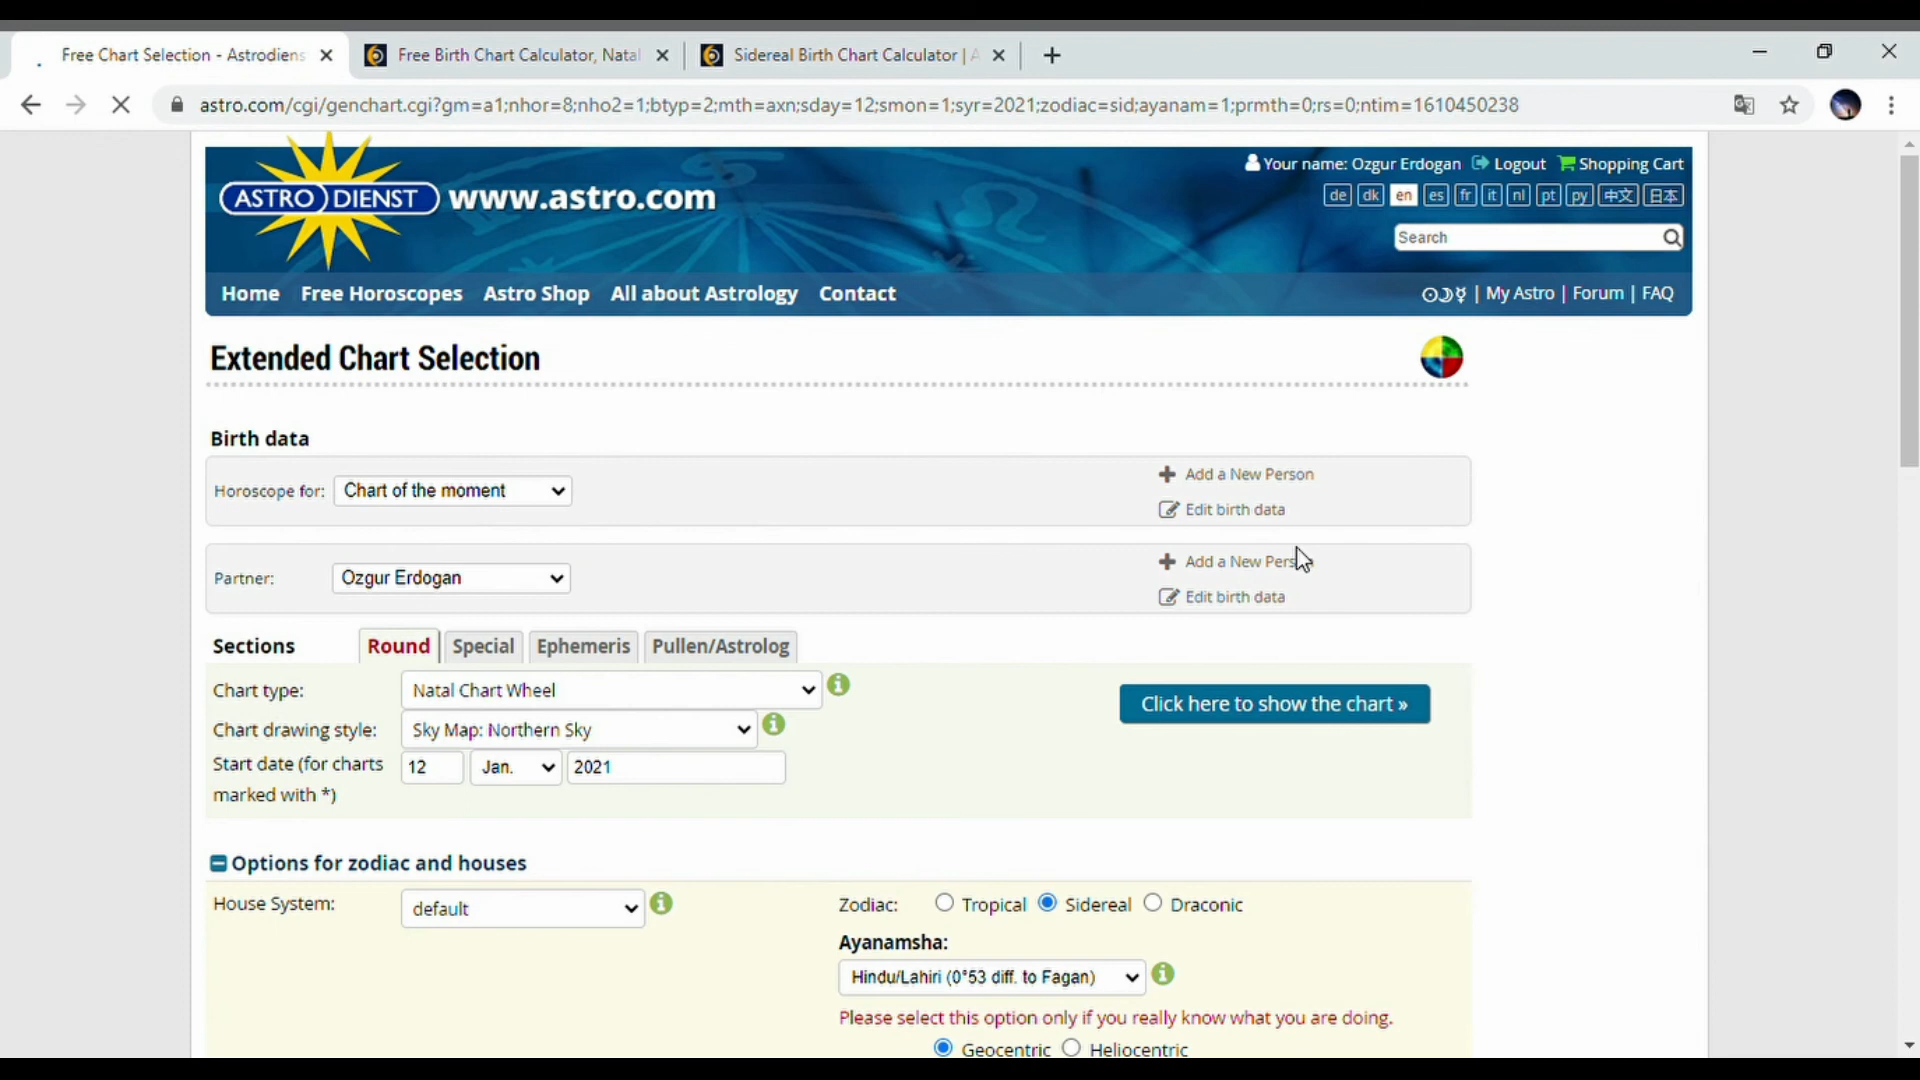 Free Chart Selection - Astrodiens
Free Birth Chart Calculator, Natal
Sidereal Birth Chart Calculator | A
astro.com/cgi/genchart.cgi?gm=a1;nhor=8;nho2=1;btyp=2;mth=axn;sday=12;smon=1;syr=2021;zodiac=sid;ayanam=1;prmth=0;rs=0;ntim=1610450238
ASTRO DIENST www.astro.com
Your name: Ozgur Erdogan Logout Shopping Cart
de dk en es fr it nl pt py 中文 日本
Search
Home Free Horoscopes Astro Shop All about Astrology Contact
My Astro | Forum | FAQ
Extended Chart Selection
Birth data
Horoscope for: Chart of the moment
Add a New Person
Edit birth data
Partner: Ozgur Erdogan
Add a New Pers
Edit birth data
Sections Round Special Ephemeris Pullen/Astrolog
Chart type: Natal Chart Wheel
Click here to show the chart »
Chart drawing style: Sky Map: Northern Sky
Start date (for charts
marked with *)
12 Jan. 2021
Options for zodiac and houses
House System: default
Zodiac: Tropical Sidereal Draconic
Ayanamsha:
Hindu/Lahiri (0°53 diff. to Fagan)
Please select this option only if you really know what you are doing.
Geocentric Heliocentric